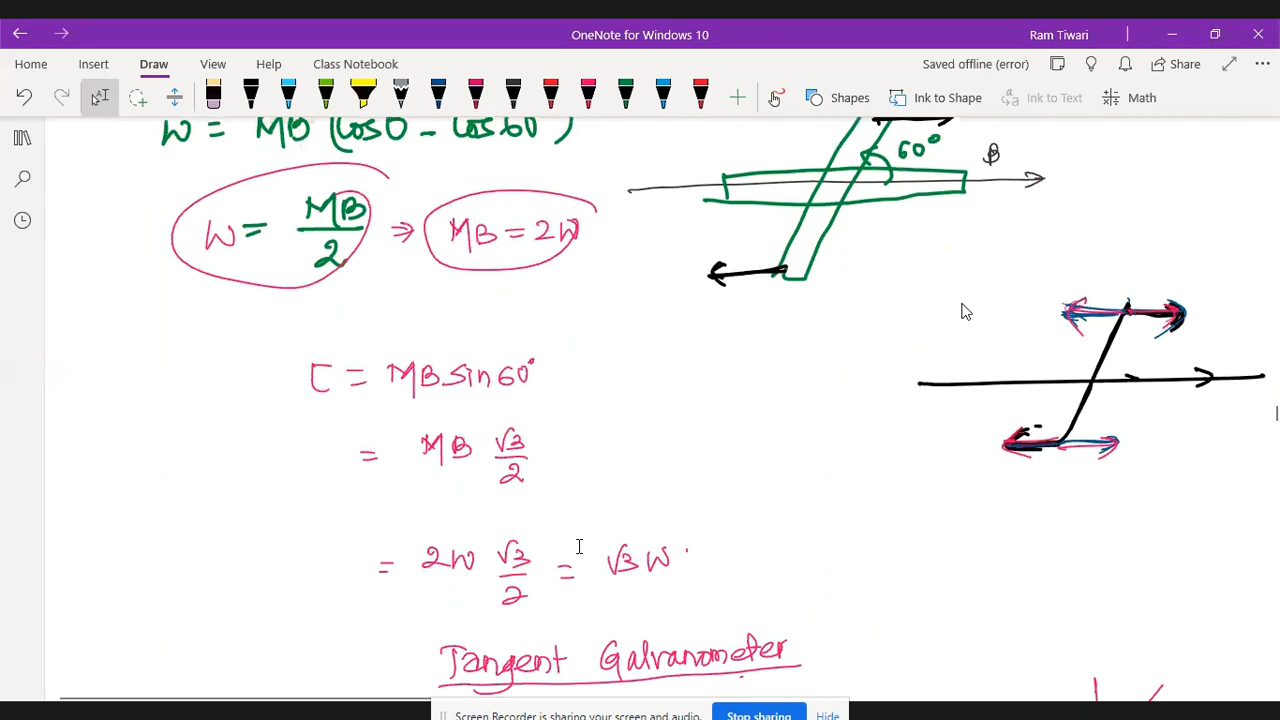 OneNote for Windows 10
Ram Tiwari
Home Insert Draw View Help Class Notebook
Saved offline (error)
Share
Shapes
Ink to Shape
Ink to Text
Math
W = MB (cos0 - cos60°)
60°
B
W = MB/2 ⇒ MB = 2W
τ = MB sin60°
= MB √3/2
= 2W √3/2 = √3 W
Tangent Galvanometer
Screen Recorder is sharing your screen and audio.
Stop sharing
Hide